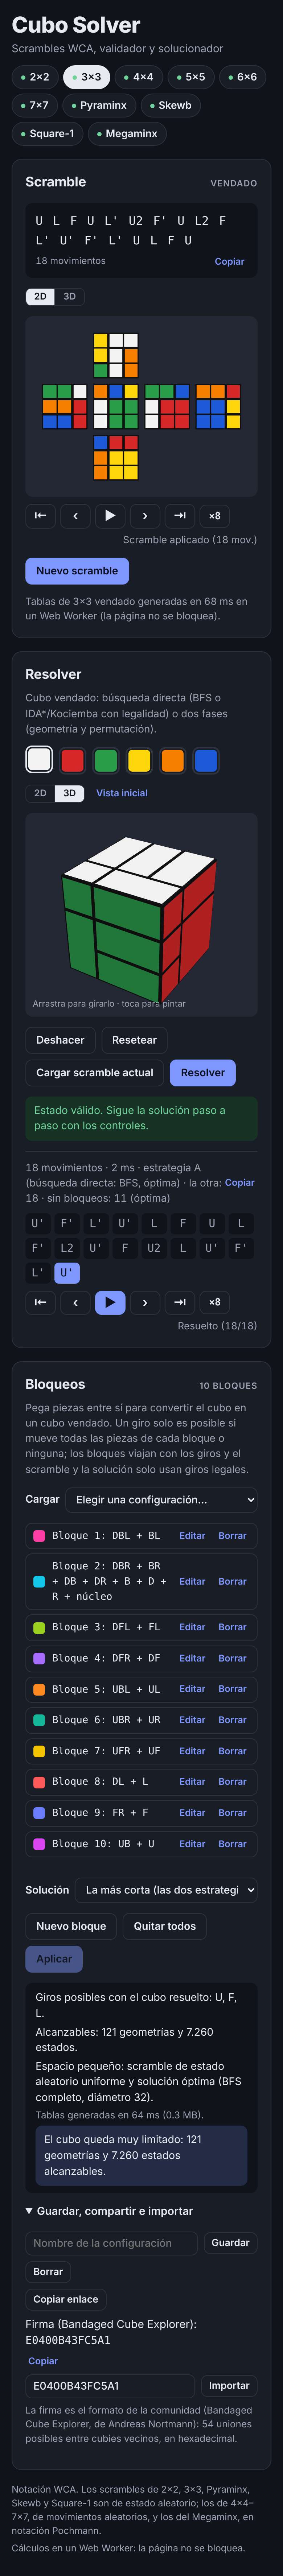 Cubo Solver
Scrambles WCA, validador y solucionador
2×2 3×3 4×4 5×5 6×6
7×7 Pyraminx Skewb
Square-1 Megaminx
Scramble VENDADO
U L F U L' U2 F' U L2 F
L' U' F' L' U L F U
18 movimientos Copiar
2D 3D
×8
Scramble aplicado (18 mov.)
Nuevo scramble
Tablas de 3×3 vendado generadas en 68 ms en
un Web Worker (la página no se bloquea).
Resolver
Cubo vendado: búsqueda directa (BFS o
IDA*/Kociemba con legalidad) o dos fases
(geometría y permutación).
2D 3D Vista inicial
Arrastra para girarlo · toca para pintar
Deshacer Resetear
Cargar scramble actual Resolver
Estado válido. Sigue la solución paso a
paso con los controles.
18 movimientos · 2 ms · estrategia A
(búsqueda directa: BFS, óptima) · la otra: Copiar
18 · sin bloqueos: 11 (óptima)
U' F' L' U' L F U L
F' L2 U' F U2 L U' F'
L' U'
×8
Resuelto (18/18)
Bloqueos 10 BLOQUES
Pega piezas entre sí para convertir el cubo en
un cubo vendado. Un giro solo es posible si
mueve todas las piezas de cada bloque o
ninguna; los bloques viajan con los giros y el
scramble y la solución solo usan giros legales.
Cargar Elegir una configuración...
Bloque 1: DBL + BL Editar Borrar
Bloque 2: DBR + BR
+ DB + DR + B + D + Editar Borrar
R + núcleo
Bloque 3: DFL + FL Editar Borrar
Bloque 4: DFR + DF Editar Borrar
Bloque 5: UBL + UL Editar Borrar
Bloque 6: UBR + UR Editar Borrar
Bloque 7: UFR + UF Editar Borrar
Bloque 8: DL + L Editar Borrar
Bloque 9: FR + F Editar Borrar
Bloque 10: UB + U Editar Borrar
Solución La más corta (las dos estrategi
Nuevo bloque Quitar todos
Aplicar
Giros posibles con el cubo resuelto: U, F,
L.
Alcanzables: 121 geometrías y 7.260
estados.
Espacio pequeño: scramble de estado
aleatorio uniforme y solución óptima (BFS
completo, diámetro 32).
Tablas generadas en 64 ms (0.3 MB).
El cubo queda muy limitado: 121
geometrías y 7.260 estados
alcanzables.
▼ Guardar, compartir e importar
Nombre de la configuración Guardar
Borrar
Copiar enlace
Firma (Bandaged Cube Explorer):
E0400B43FC5A1
Copiar
E0400B43FC5A1 Importar
La firma es el formato de la comunidad (Bandaged
Cube Explorer, de Andreas Nortmann): 54 uniones
posibles entre cubies vecinos, en hexadecimal.
Notación WCA. Los scrambles de 2×2, 3×3, Pyraminx,
Skewb y Square-1 son de estado aleatorio; los de 4×4–
7×7, de movimientos aleatorios, y los del Megaminx, en
notación Pochmann.
Cálculos en un Web Worker: la página no se bloquea.